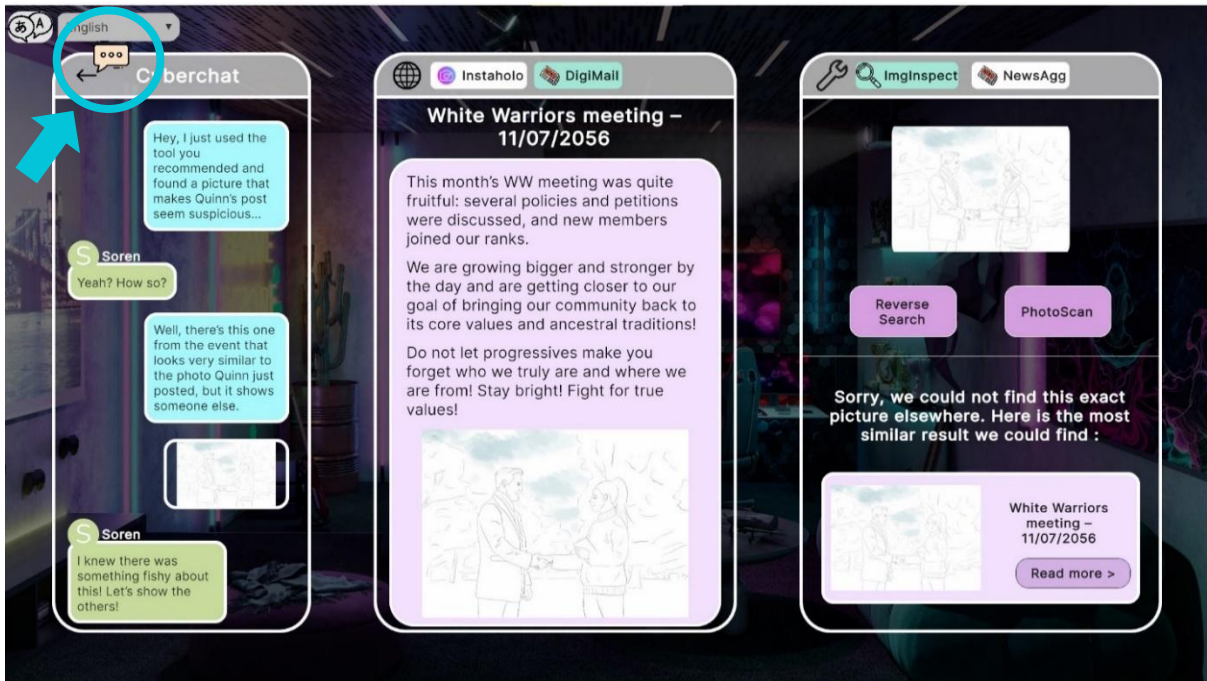 あ A
English
Cyberchat
Hey, I just used the
tool you
recommended and
found a picture that
makes Quinn's post
seem suspicious...
S Soren
Yeah? How so?
Well, there's this one
from the event that
looks very similar to
the photo Quinn just
posted, but it shows
someone else.
S Soren
I knew there was
something fishy about
this! Let's show the
others!
Instaholo
DigiMail
White Warriors meeting –
11/07/2056
This month's WW meeting was quite
fruitful: several policies and petitions
were discussed, and new members
joined our ranks.
We are growing bigger and stronger by
the day and are getting closer to our
goal of bringing our community back to
its core values and ancestral traditions!
Do not let progressives make you
forget who we truly are and where we
are from! Stay bright! Fight for true
values!
ImgInspect
NewsAgg
Reverse
Search
PhotoScan
Sorry, we could not find this exact
picture elsewhere. Here is the most
similar result we could find :
White Warriors
meeting –
11/07/2056
Read more >